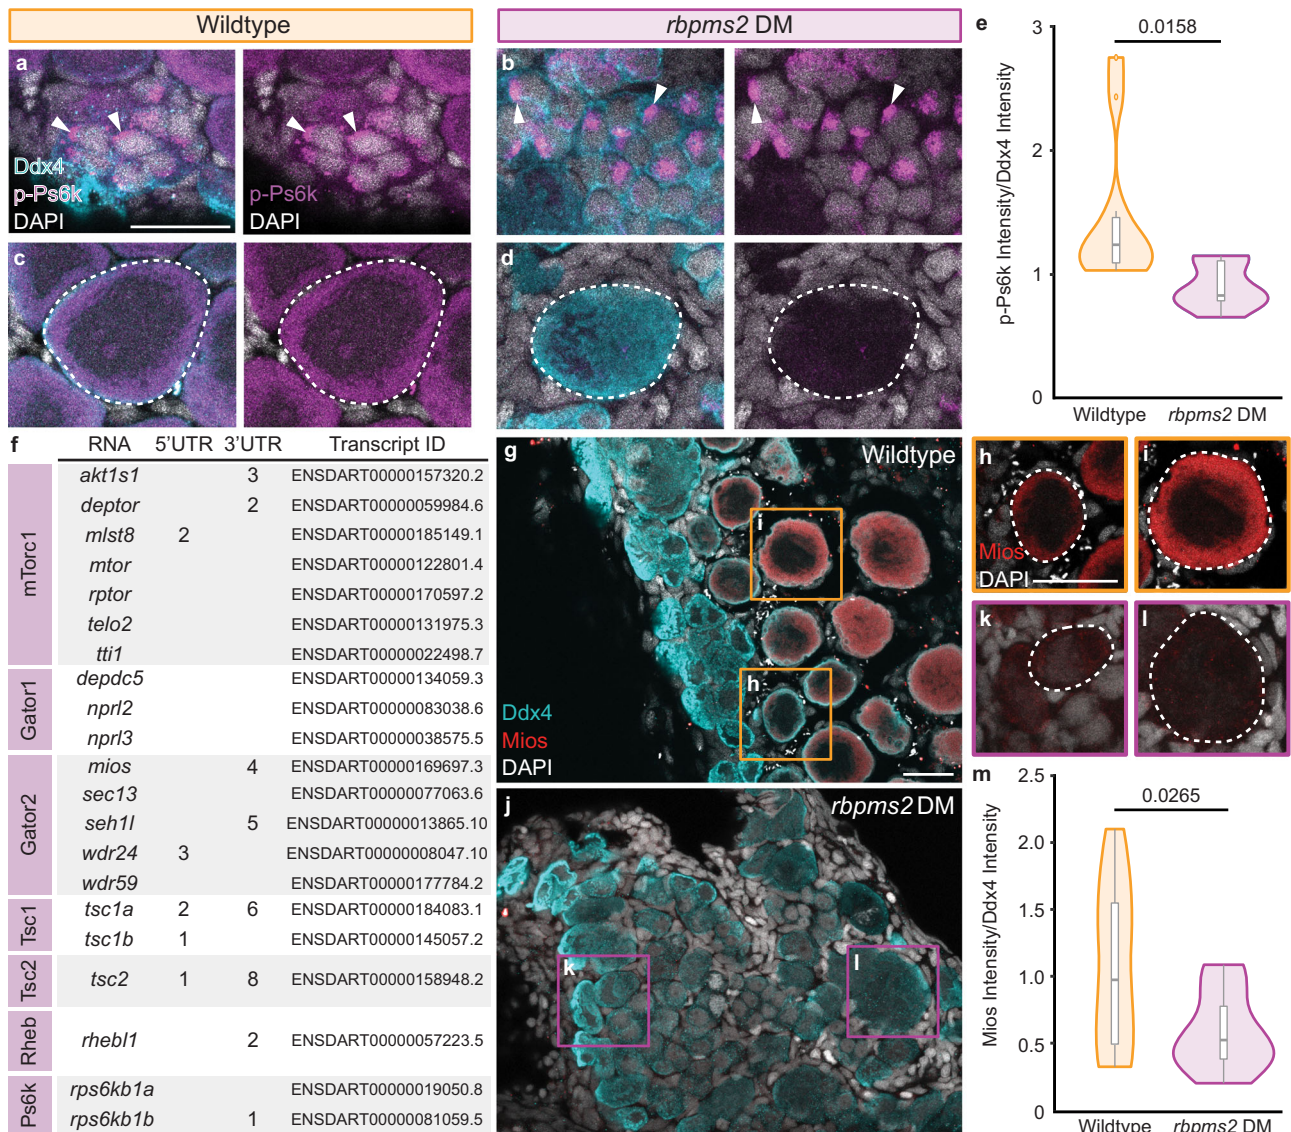 Wildtype
rbpms2 DM
a
Ddx4
p-Ps6k
DAPI
p-Ps6k
DAPI
b
c
d
e
0.0158
p-Ps6k Intensity/Ddx4 Intensity
3
2
1
0
Wildtype rbpms2 DM
f RNA 5'UTR 3'UTR Transcript ID
mTorc1
akt1s1 3 ENSDART00000157320.2
deptor 2 ENSDART00000059984.6
mlst8 2 ENSDART00000185149.1
mtor ENSDART00000122801.4
rptor ENSDART00000170597.2
telo2 ENSDART00000131975.3
tti1 ENSDART00000022498.7
Gator1
depdc5 ENSDART00000134059.3
nprl2 ENSDART00000083038.6
nprl3 ENSDART00000038575.5
Gator2
mios 4 ENSDART00000169697.3
sec13 ENSDART00000077063.6
seh1l 5 ENSDART00000013865.10
wdr24 3 ENSDART00000008047.10
wdr59 ENSDART00000177784.2
Tsc1
tsc1a 2 6 ENSDART00000184083.1
tsc1b 1 ENSDART00000145057.2
Tsc2
tsc2 1 8 ENSDART00000158948.2
Rheb
rhebl1 2 ENSDART00000057223.5
Ps6k
rps6kb1a ENSDART00000019050.8
rps6kb1b 1 ENSDART00000081059.5
g
Wildtype
i
h
Ddx4
Mios
DAPI
h
Mios
DAPI
i
j
rbpms2 DM
k
l
k
l
m
0.0265
Mios Intensity/Ddx4 Intensity
2.5
2.0
1.5
1.0
0.5
0
Wildtype rbpms2 DM